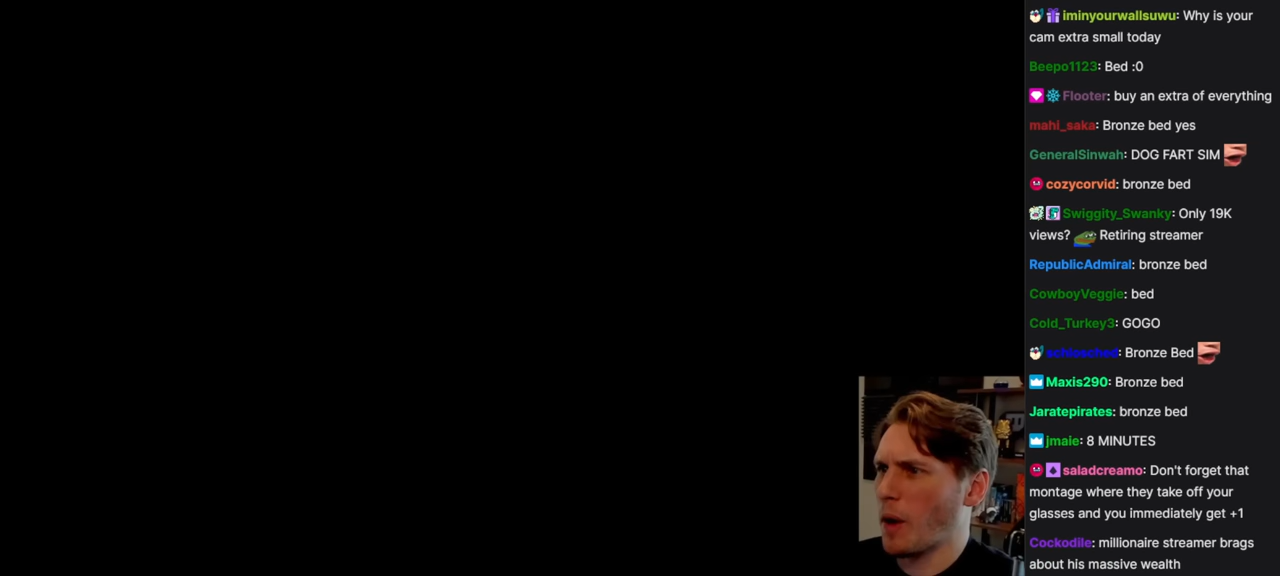 iminyourwallsuwu: Why is your
cam extra small today
Beepo1123: Bed :0
Flooter: buy an extra of everything
mahi_saka: Bronze bed yes
GeneralSinwah: DOG FART SIM
cozycorvid: bronze bed
Swiggity_Swanky: Only 19K
views? Retiring streamer
RepublicAdmiral: bronze bed
CowboyVeggie: bed
Cold_Turkey3: GOGO
: Bronze Bed
Maxis290: Bronze bed
Jaratepirates: bronze bed
jmaie: 8 MINUTES
saladcreamo: Don't forget that
montage where they take off your
glasses and you immediately get +1
Cockodile: millionaire streamer brags
about his massive wealth